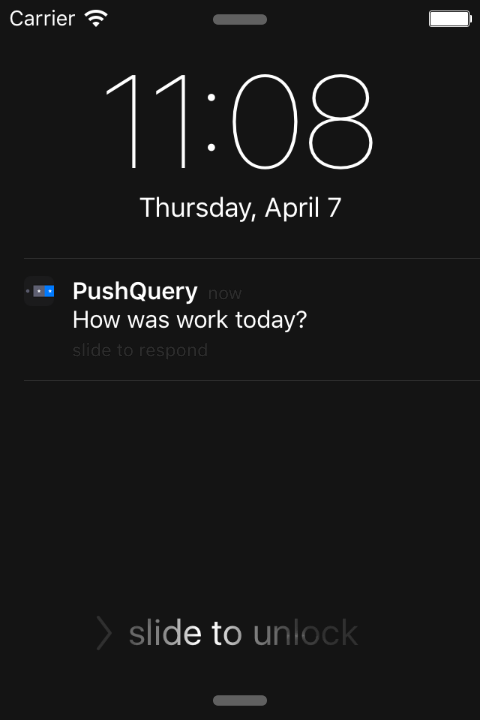 Carrier
11:08
Thursday, April 7
PushQuery now
How was work today?
slide to respond
slide to unlock